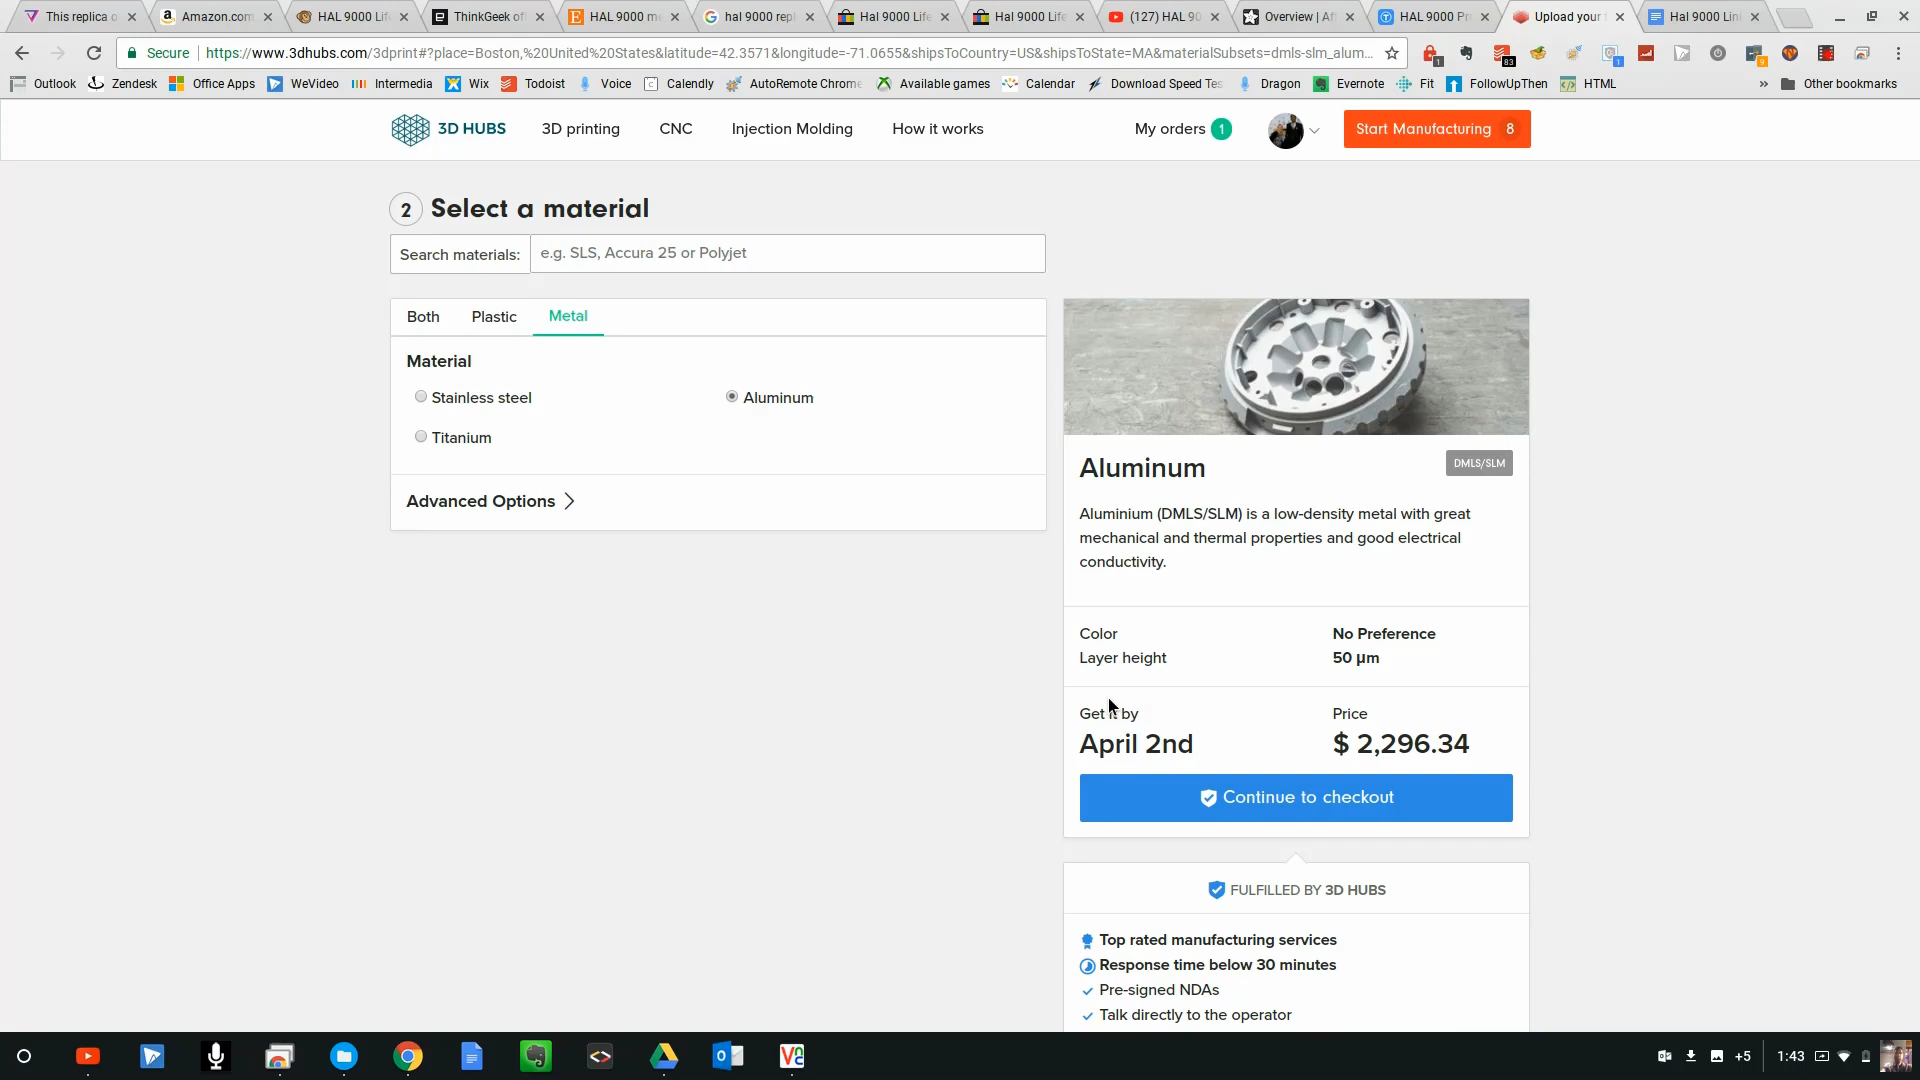 This replica o
Amazon.com
HAL 9000 Life
ThinkGeek of
HAL 9000 m
hal 9000 repl
Hal 9000 Life
Hal 9000 Life
(127) HAL 90
Overview | Aff
HAL 9000 Pr
Upload your
Hal 9000 Lin
Secure
https://www.3dhubs.com/3dprint#?place=Boston,%20United%20States&latitude=42.3571&longitude=-71.0655&shipsToCountry=US&shipsToState=MA&materialSubsets=dmls-slm_alum...
1
83
1
9
Outlook
Zendesk
Office Apps
WeVideo
Intermedia
Wix
Todoist
Voice
Calendly
AutoRemote Chrome
Available games
Calendar
Download Speed Tes
Dragon
Evernote
Fit
FollowUpThen
HTML
»
Other bookmarks
3D HUBS
3D printing
CNC
Injection Molding
How it works
My orders 1
Start Manufacturing 8
2 Select a material
Search materials:
e.g. SLS, Accura 25 or Polyjet
Both
Plastic
Metal
Material
Stainless steel
Aluminum
Titanium
Advanced Options
Aluminum
DMLS/SLM
Aluminium (DMLS/SLM) is a low-density metal with great
mechanical and thermal properties and good electrical
conductivity.
Color
No Preference
Layer height
50 μm
Get it by
Price
April 2nd
$ 2,296.34
Continue to checkout
FULFILLED BY 3D HUBS
Top rated manufacturing services
Response time below 30 minutes
Pre-signed NDAs
Talk directly to the operator
+5
1:43